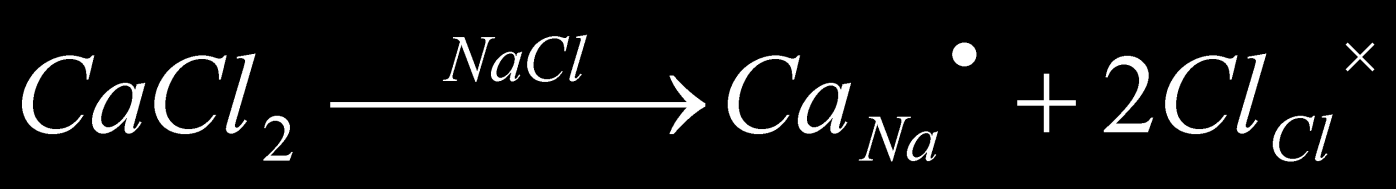 CaCl₂ —NaCl→ Ca_Na^• + 2Cl_Cl^×